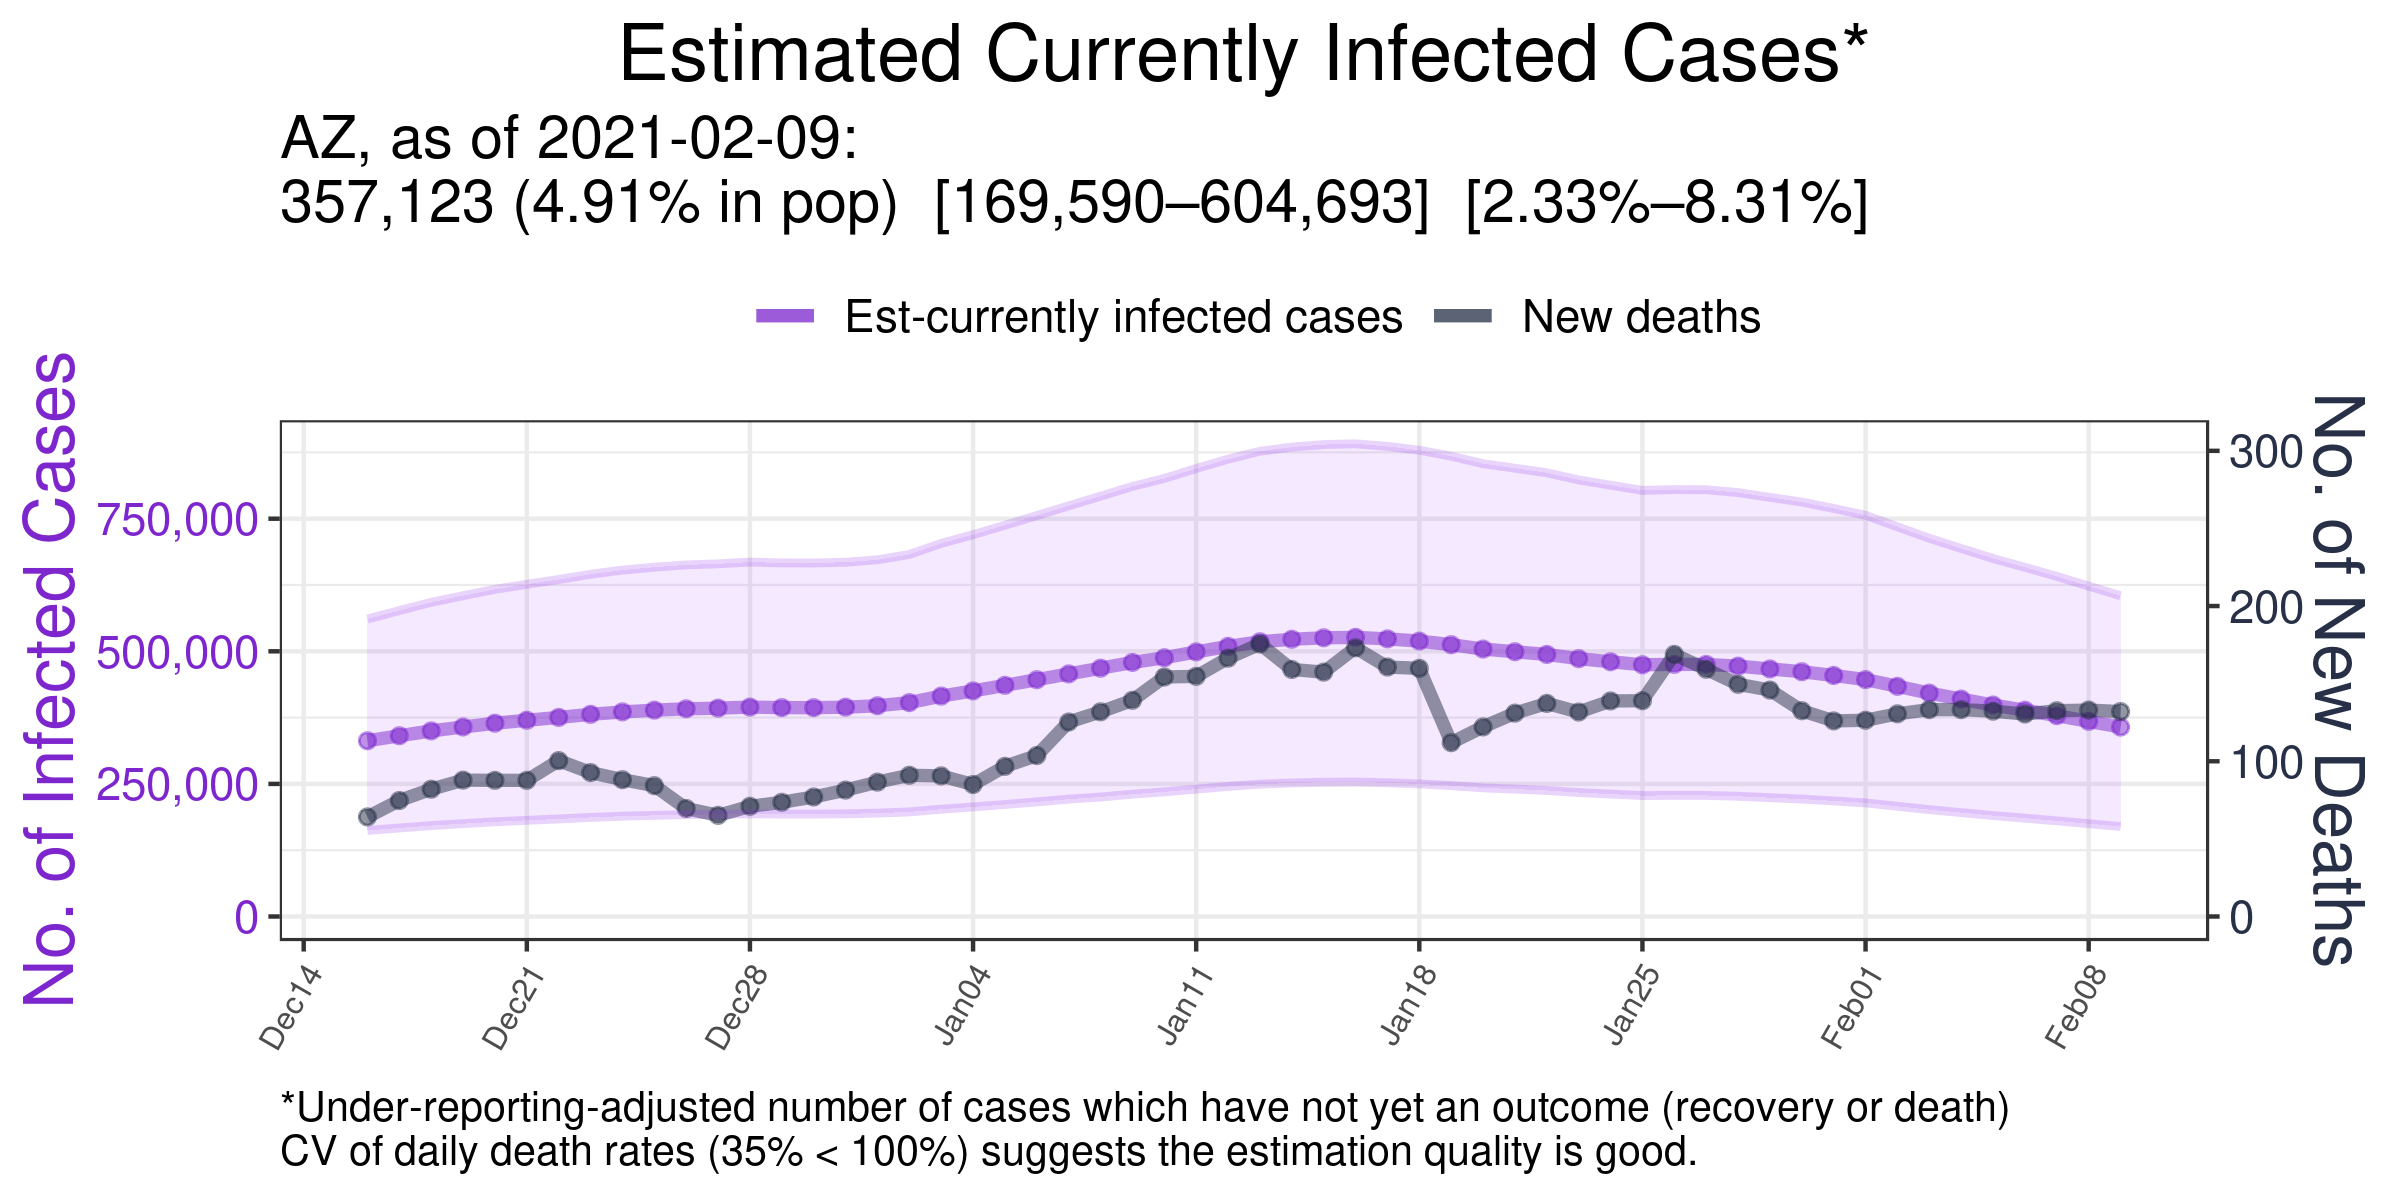 Estimated Currently Infected Cases*
AZ, as of 2021-02-09:
357,123 (4.91% in pop)  [169,590–604,693]  [2.33%–8.31%]
Est-currently infected cases
New deaths
No. of Infected Cases
750,000
500,000
250,000
0
300
200
100
0
No. of New Deaths
Dec14
Dec21
Dec28
Jan04
Jan11
Jan18
Jan25
Feb01
Feb08
*Under-reporting-adjusted number of cases which have not yet an outcome (recovery or death)
CV of daily death rates (35% < 100%) suggests the estimation quality is good.